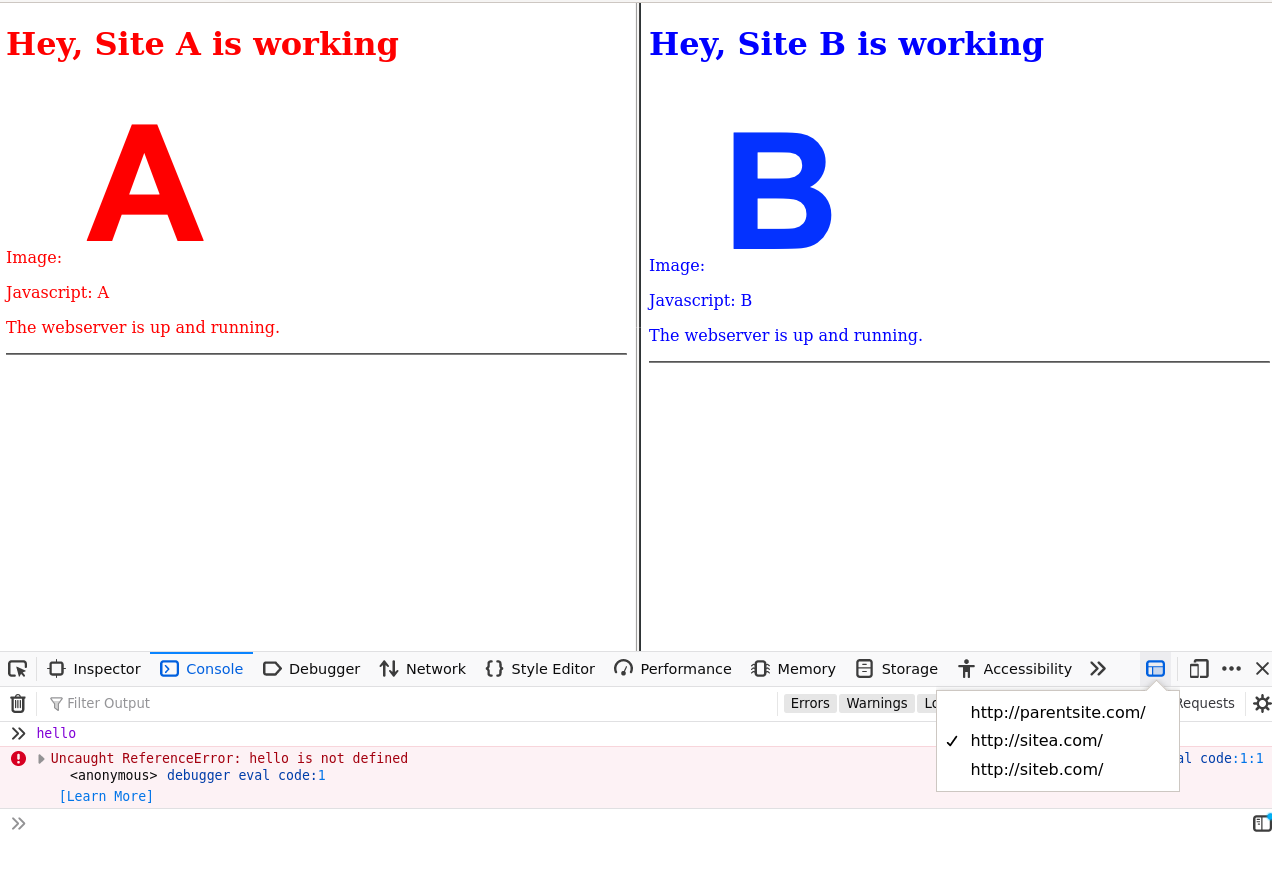 Hey, Site A is working
A
Image:
Javascript: A
The webserver is up and running.
Hey, Site B is working
B
Image:
Javascript: B
The webserver is up and running.
Inspector Console Debugger Network Style Editor Performance Memory Storage Accessibility
Filter Output Errors Warnings Requests
http://parentsite.com/
✓ http://sitea.com/
http://siteb.com/
hello
Uncaught ReferenceError: hello is not defined code:1:1
<anonymous> debugger eval code:1
[Learn More]